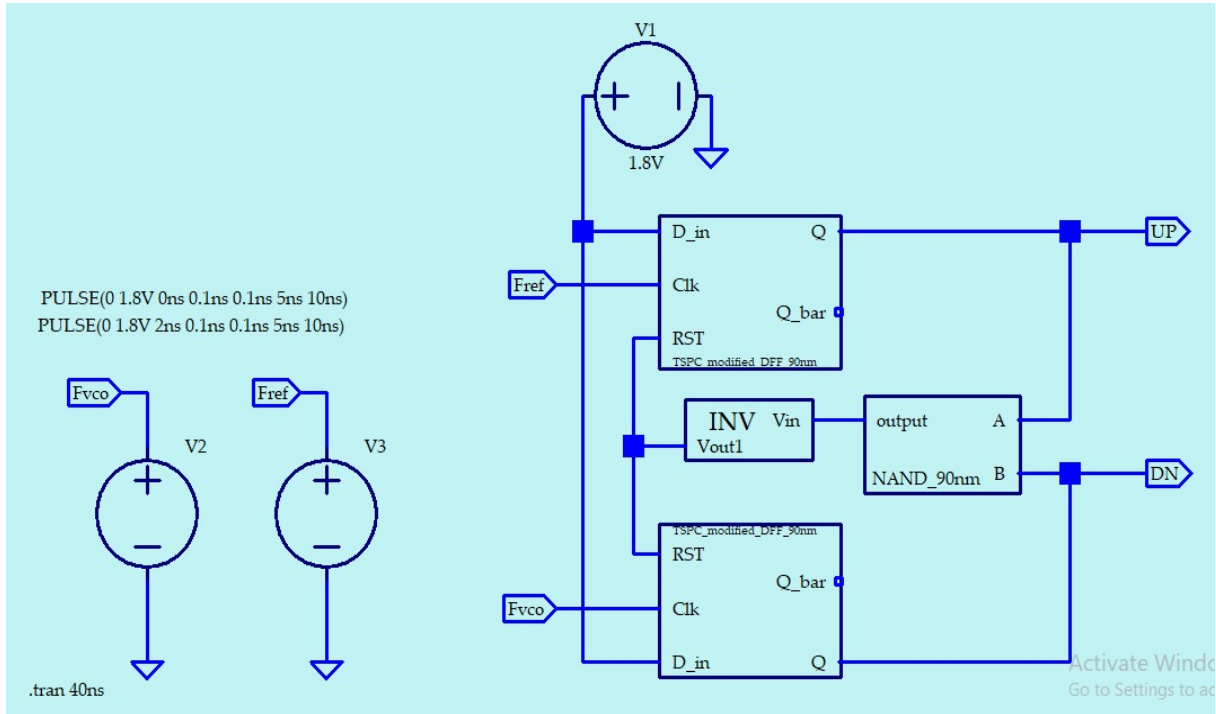 V1
1.8V
D_in
Q
UP
Fref
Clk
Q_bar
RST
TSPC_modified_DFF_90nm
PULSE(0 1.8V 0ns 0.1ns 0.1ns 5ns 10ns)
PULSE(0 1.8V 2ns 0.1ns 0.1ns 5ns 10ns)
Fvco
Fref
V2
V3
INV
Vin
Vout1
output
A
B
NAND_90nm
DN
TSPC_modified_DFF_90nm
RST
Q_bar
Fvco
Clk
D_in
Q
.tran 40ns
Activate Windo
Go to Settings to ac